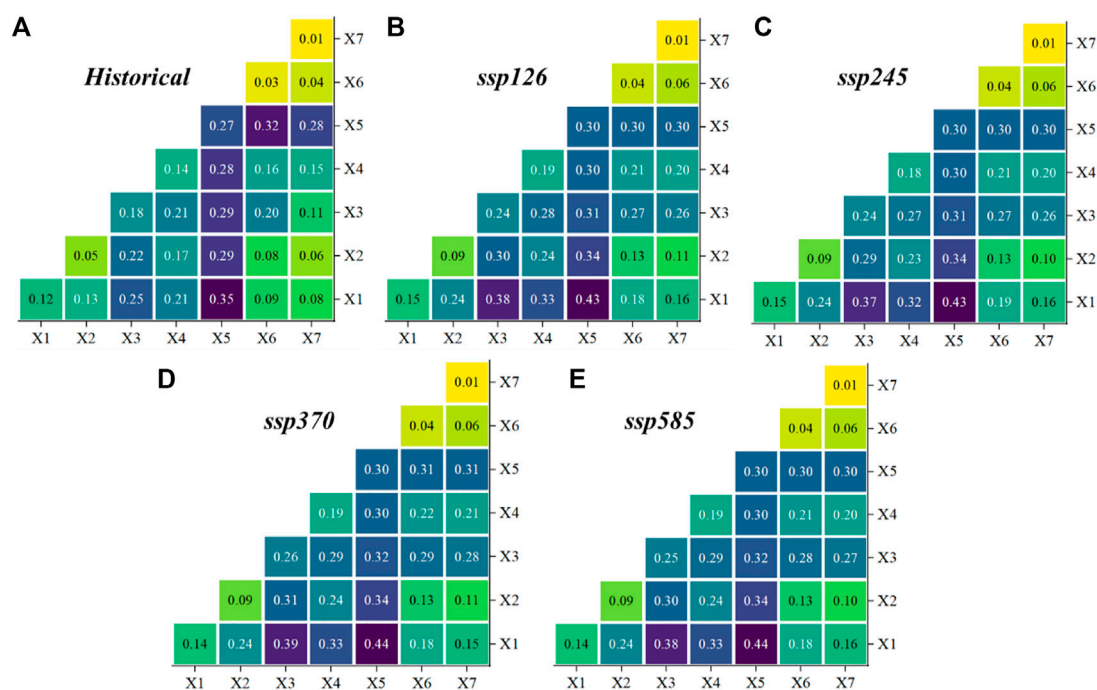 A
Historical
0.01 X7
0.03 0.04 X6
0.27 0.32 0.28 X5
0.14 0.28 0.16 0.15 X4
0.18 0.21 0.29 0.20 0.11 X3
0.05 0.22 0.17 0.29 0.08 0.06 X2
0.12 0.13 0.25 0.21 0.35 0.09 0.08 X1
X1 X2 X3 X4 X5 X6 X7
B
ssp126
0.01 X7
0.04 0.06 X6
0.30 0.30 0.30 X5
0.19 0.30 0.21 0.20 X4
0.24 0.28 0.31 0.27 0.26 X3
0.09 0.30 0.24 0.34 0.13 0.11 X2
0.15 0.24 0.38 0.33 0.43 0.18 0.16 X1
X1 X2 X3 X4 X5 X6 X7
C
ssp245
0.01 X7
0.04 0.06 X6
0.30 0.30 0.30 X5
0.18 0.30 0.21 0.20 X4
0.24 0.27 0.31 0.27 0.26 X3
0.09 0.29 0.23 0.34 0.13 0.10 X2
0.15 0.24 0.37 0.32 0.43 0.19 0.16 X1
X1 X2 X3 X4 X5 X6 X7
D
ssp370
0.01 X7
0.04 0.06 X6
0.30 0.31 0.31 X5
0.19 0.30 0.22 0.21 X4
0.26 0.29 0.32 0.29 0.28 X3
0.09 0.31 0.24 0.34 0.13 0.11 X2
0.14 0.24 0.39 0.33 0.44 0.18 0.15 X1
X1 X2 X3 X4 X5 X6 X7
E
ssp585
0.01 X7
0.04 0.06 X6
0.30 0.30 0.30 X5
0.19 0.30 0.21 0.20 X4
0.25 0.29 0.32 0.28 0.27 X3
0.09 0.30 0.24 0.34 0.13 0.10 X2
0.14 0.24 0.38 0.33 0.44 0.18 0.16 X1
X1 X2 X3 X4 X5 X6 X7